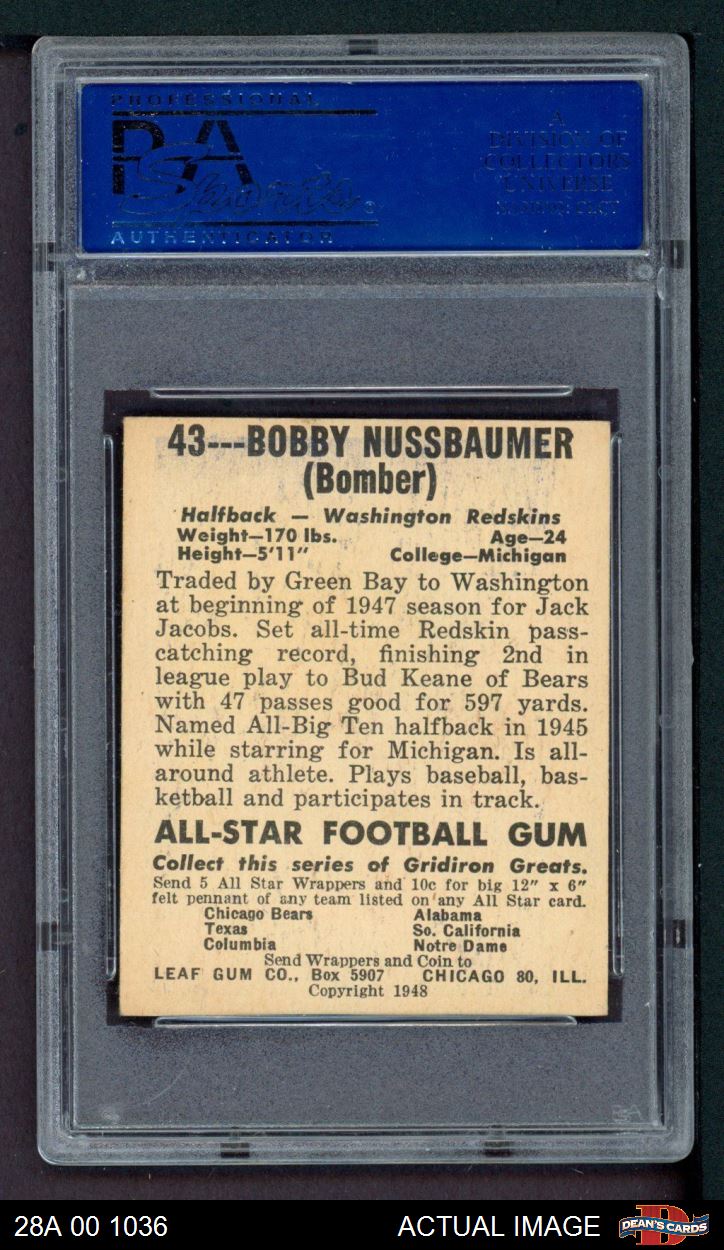 PROFESSIONAL
PSA
Sports
AUTHENTICATOR
A
DIVISION OF
COLLECTORS
UNIVERSE
NASDAQ: CLCT
43---BOBBY NUSSBAUMER
(Bomber)
Halfback — Washington Redskins
Weight—170 lbs. Age—24
Height—5'11" College—Michigan
Traded by Green Bay to Washington
at beginning of 1947 season for Jack
Jacobs. Set all-time Redskin pass-
catching record, finishing 2nd in
league play to Bud Keane of Bears
with 47 passes good for 597 yards.
Named All-Big Ten halfback in 1945
while starring for Michigan. Is all-
around athlete. Plays baseball, bas-
ketball and participates in track.
ALL-STAR FOOTBALL GUM
Collect this series of Gridiron Greats.
Send 5 All Star Wrappers and 10c for big 12" x 6"
felt pennant of any team listed on any All Star card.
Chicago Bears Alabama
Texas So. California
Columbia Notre Dame
Send Wrappers and Coin to
LEAF GUM CO., Box 5907 CHICAGO 80, ILL.
Copyright 1948
PSA
28A 00 1036 ACTUAL IMAGE DEAN'S CARDS